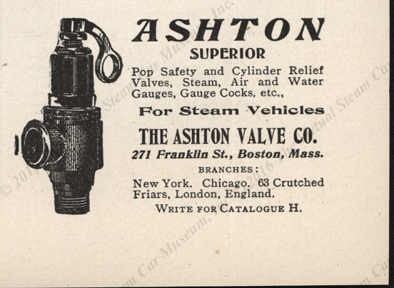 ASHTON
SUPERIOR
Pop Safety and Cylinder Relief
Valves, Steam, Air and Water
Gauges, Gauge Cocks, etc.,
For Steam Vehicles
THE ASHTON VALVE CO.
271 Franklin St., Boston, Mass.
BRANCHES:
New York. Chicago. 63 Crutched
Friars, London, England.
WRITE FOR CATALOGUE H.